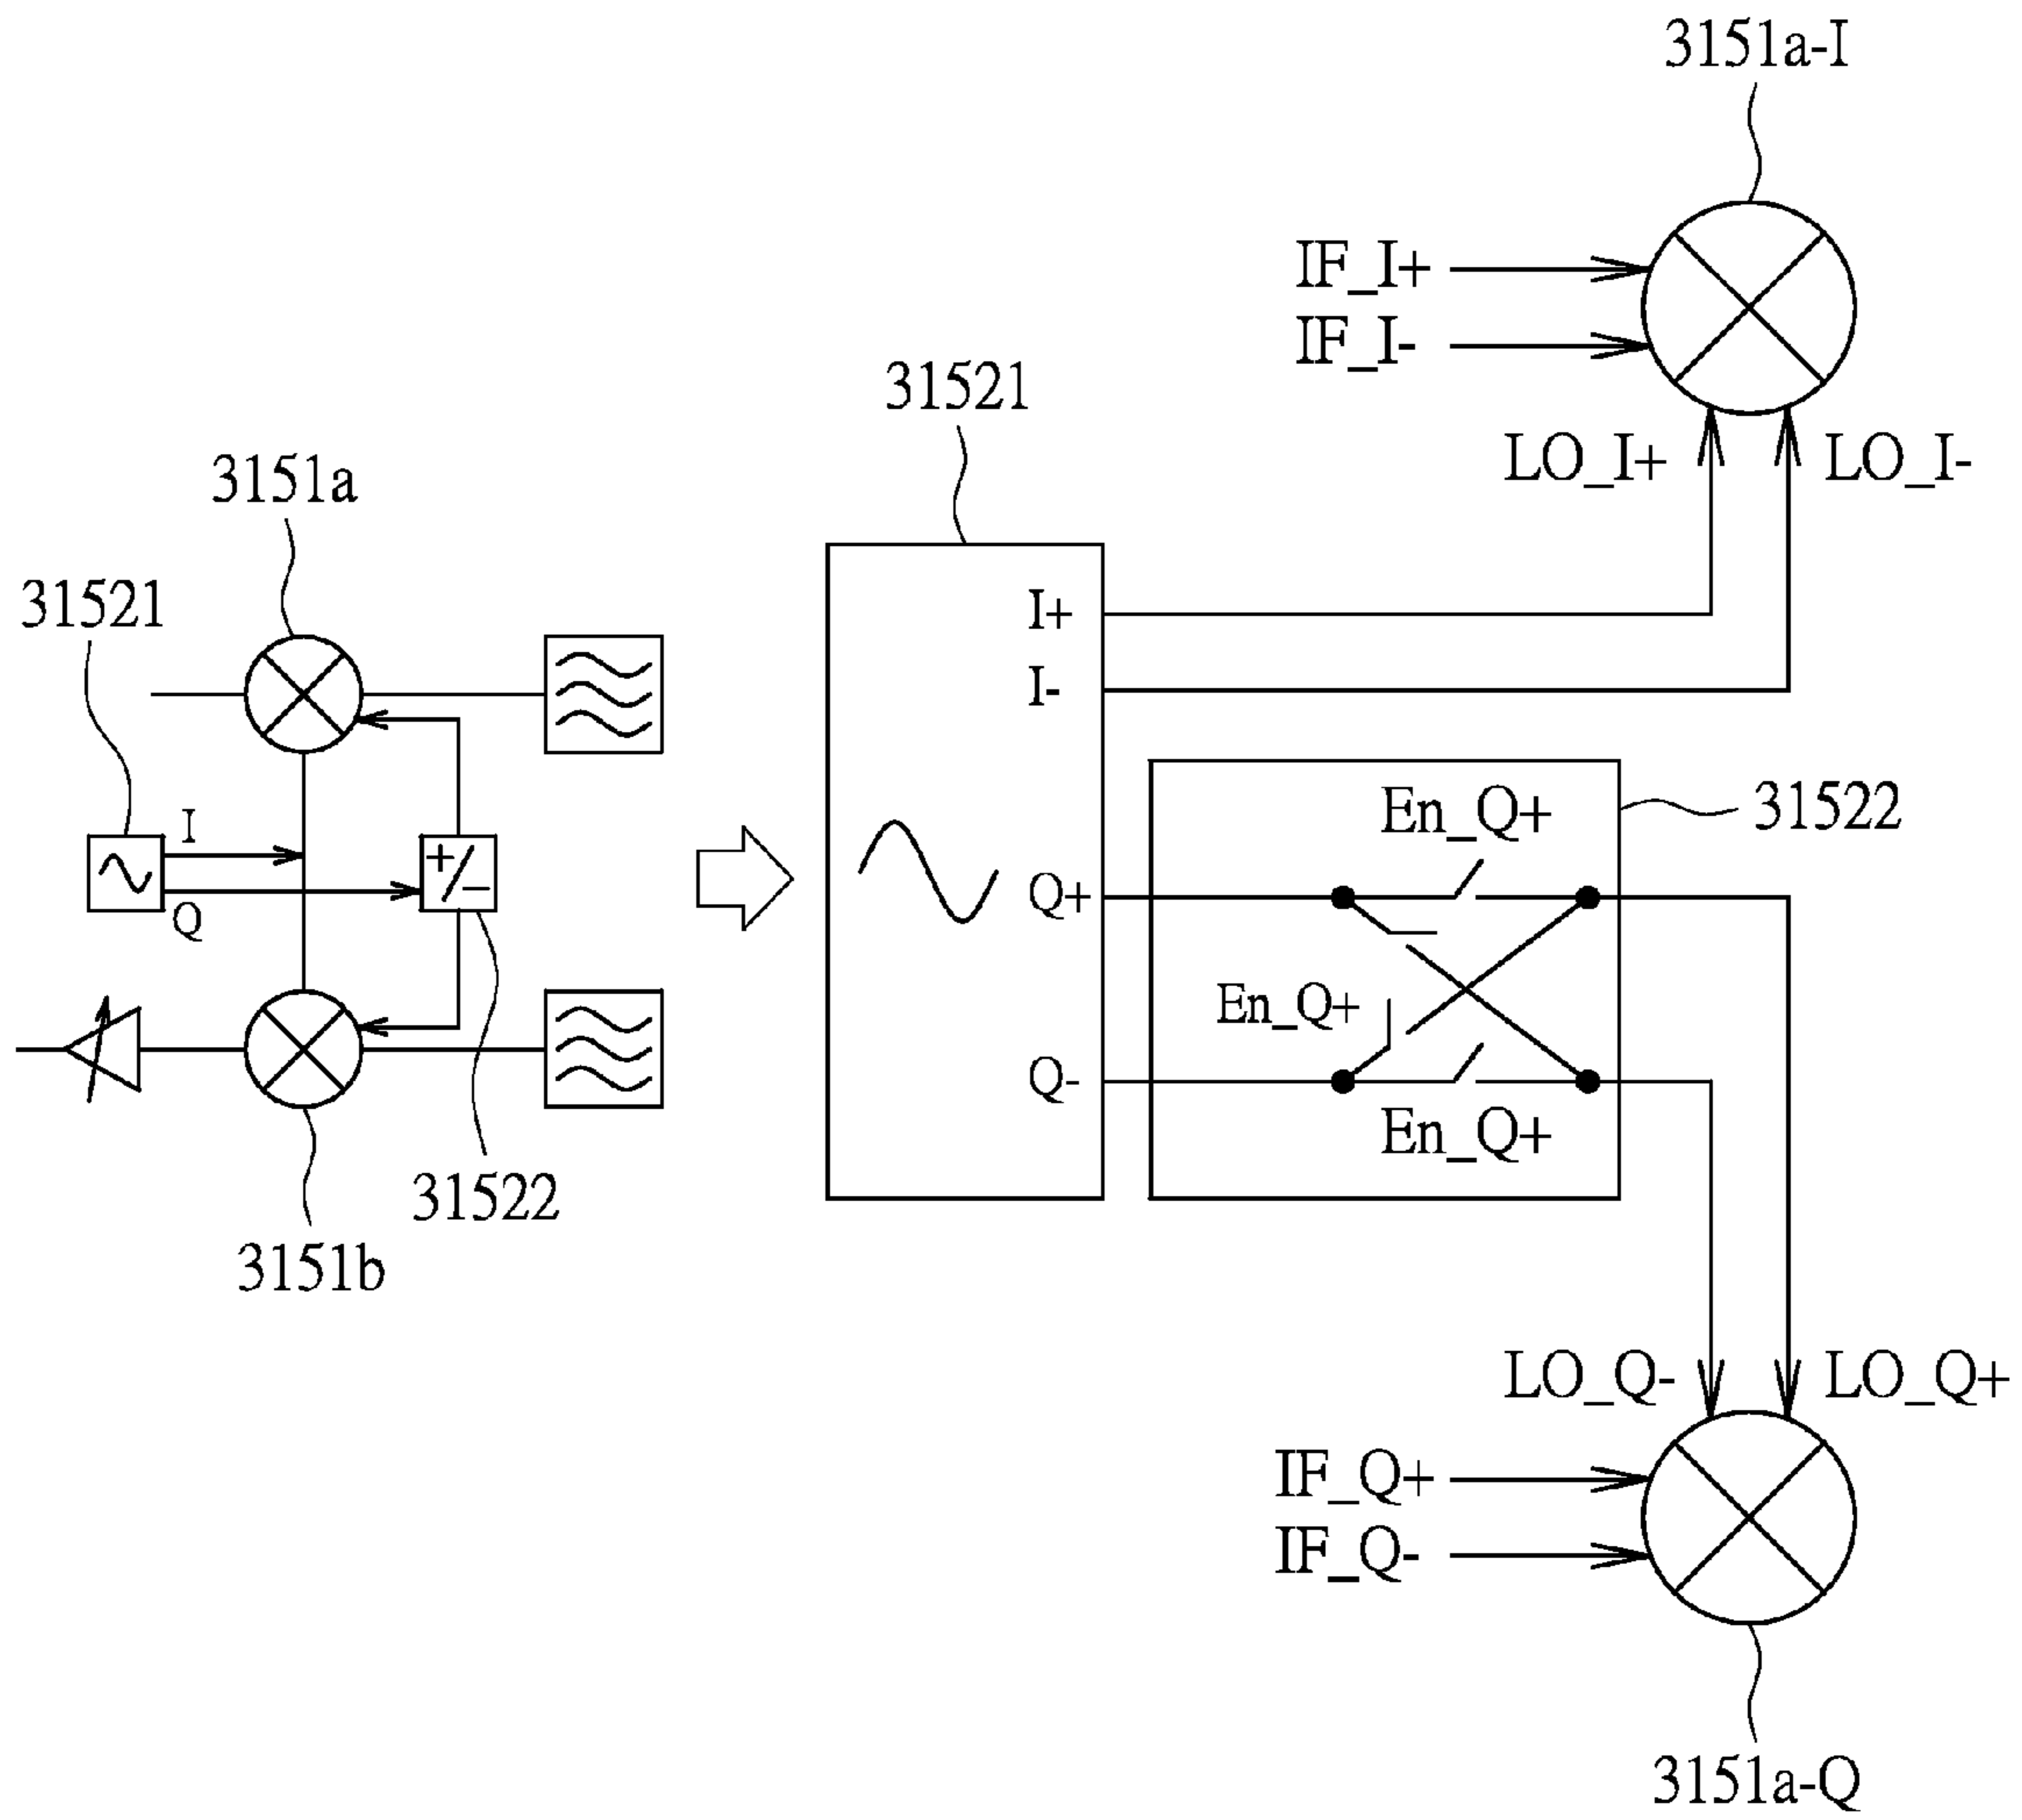 3151a-I
IF_I+
IF_I-
LO_I+
LO_I-
31521
3151a
31521
I
Q
+/-
31522
3151b
I+
I-
Q+
Q-
En_Q+
31522
En_Q+
En_Q+
LO_Q-
LO_Q+
IF_Q+
IF_Q-
3151a-Q